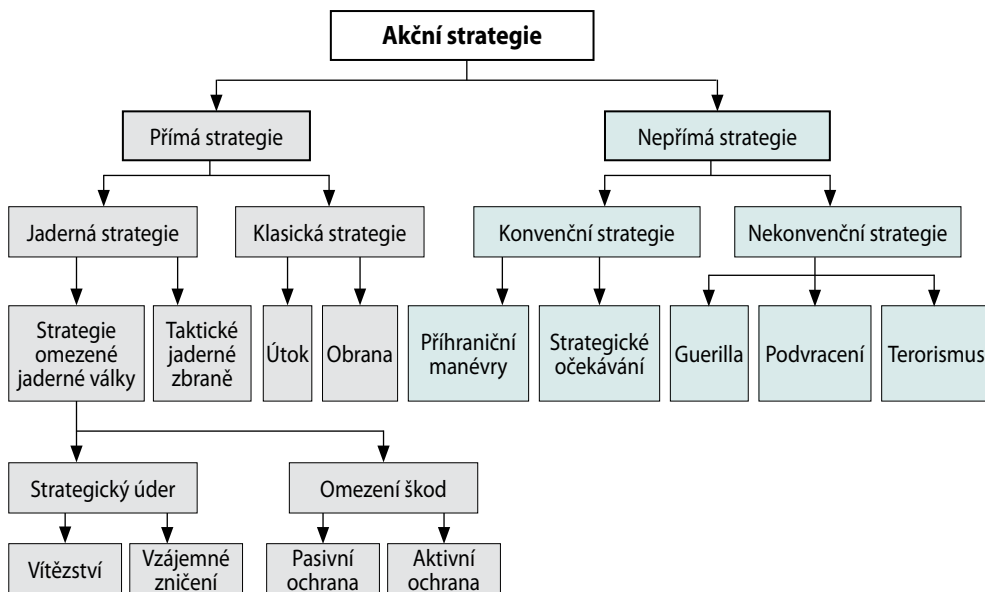 Akční strategie
Přímá strategie
Nepřímá strategie
Jaderná strategie
Klasická strategie
Konvenční strategie
Nekonvenční strategie
Strategie
omezené
jaderné války
Taktické
jaderné
zbraně
Útok
Obrana
Příhraniční
manévry
Strategické
očekávání
Guerilla
Podvracení
Terorismus
Strategický úder
Omezení škod
Vítězství
Vzájemné
zničení
Pasivní
ochrana
Aktivní
ochrana